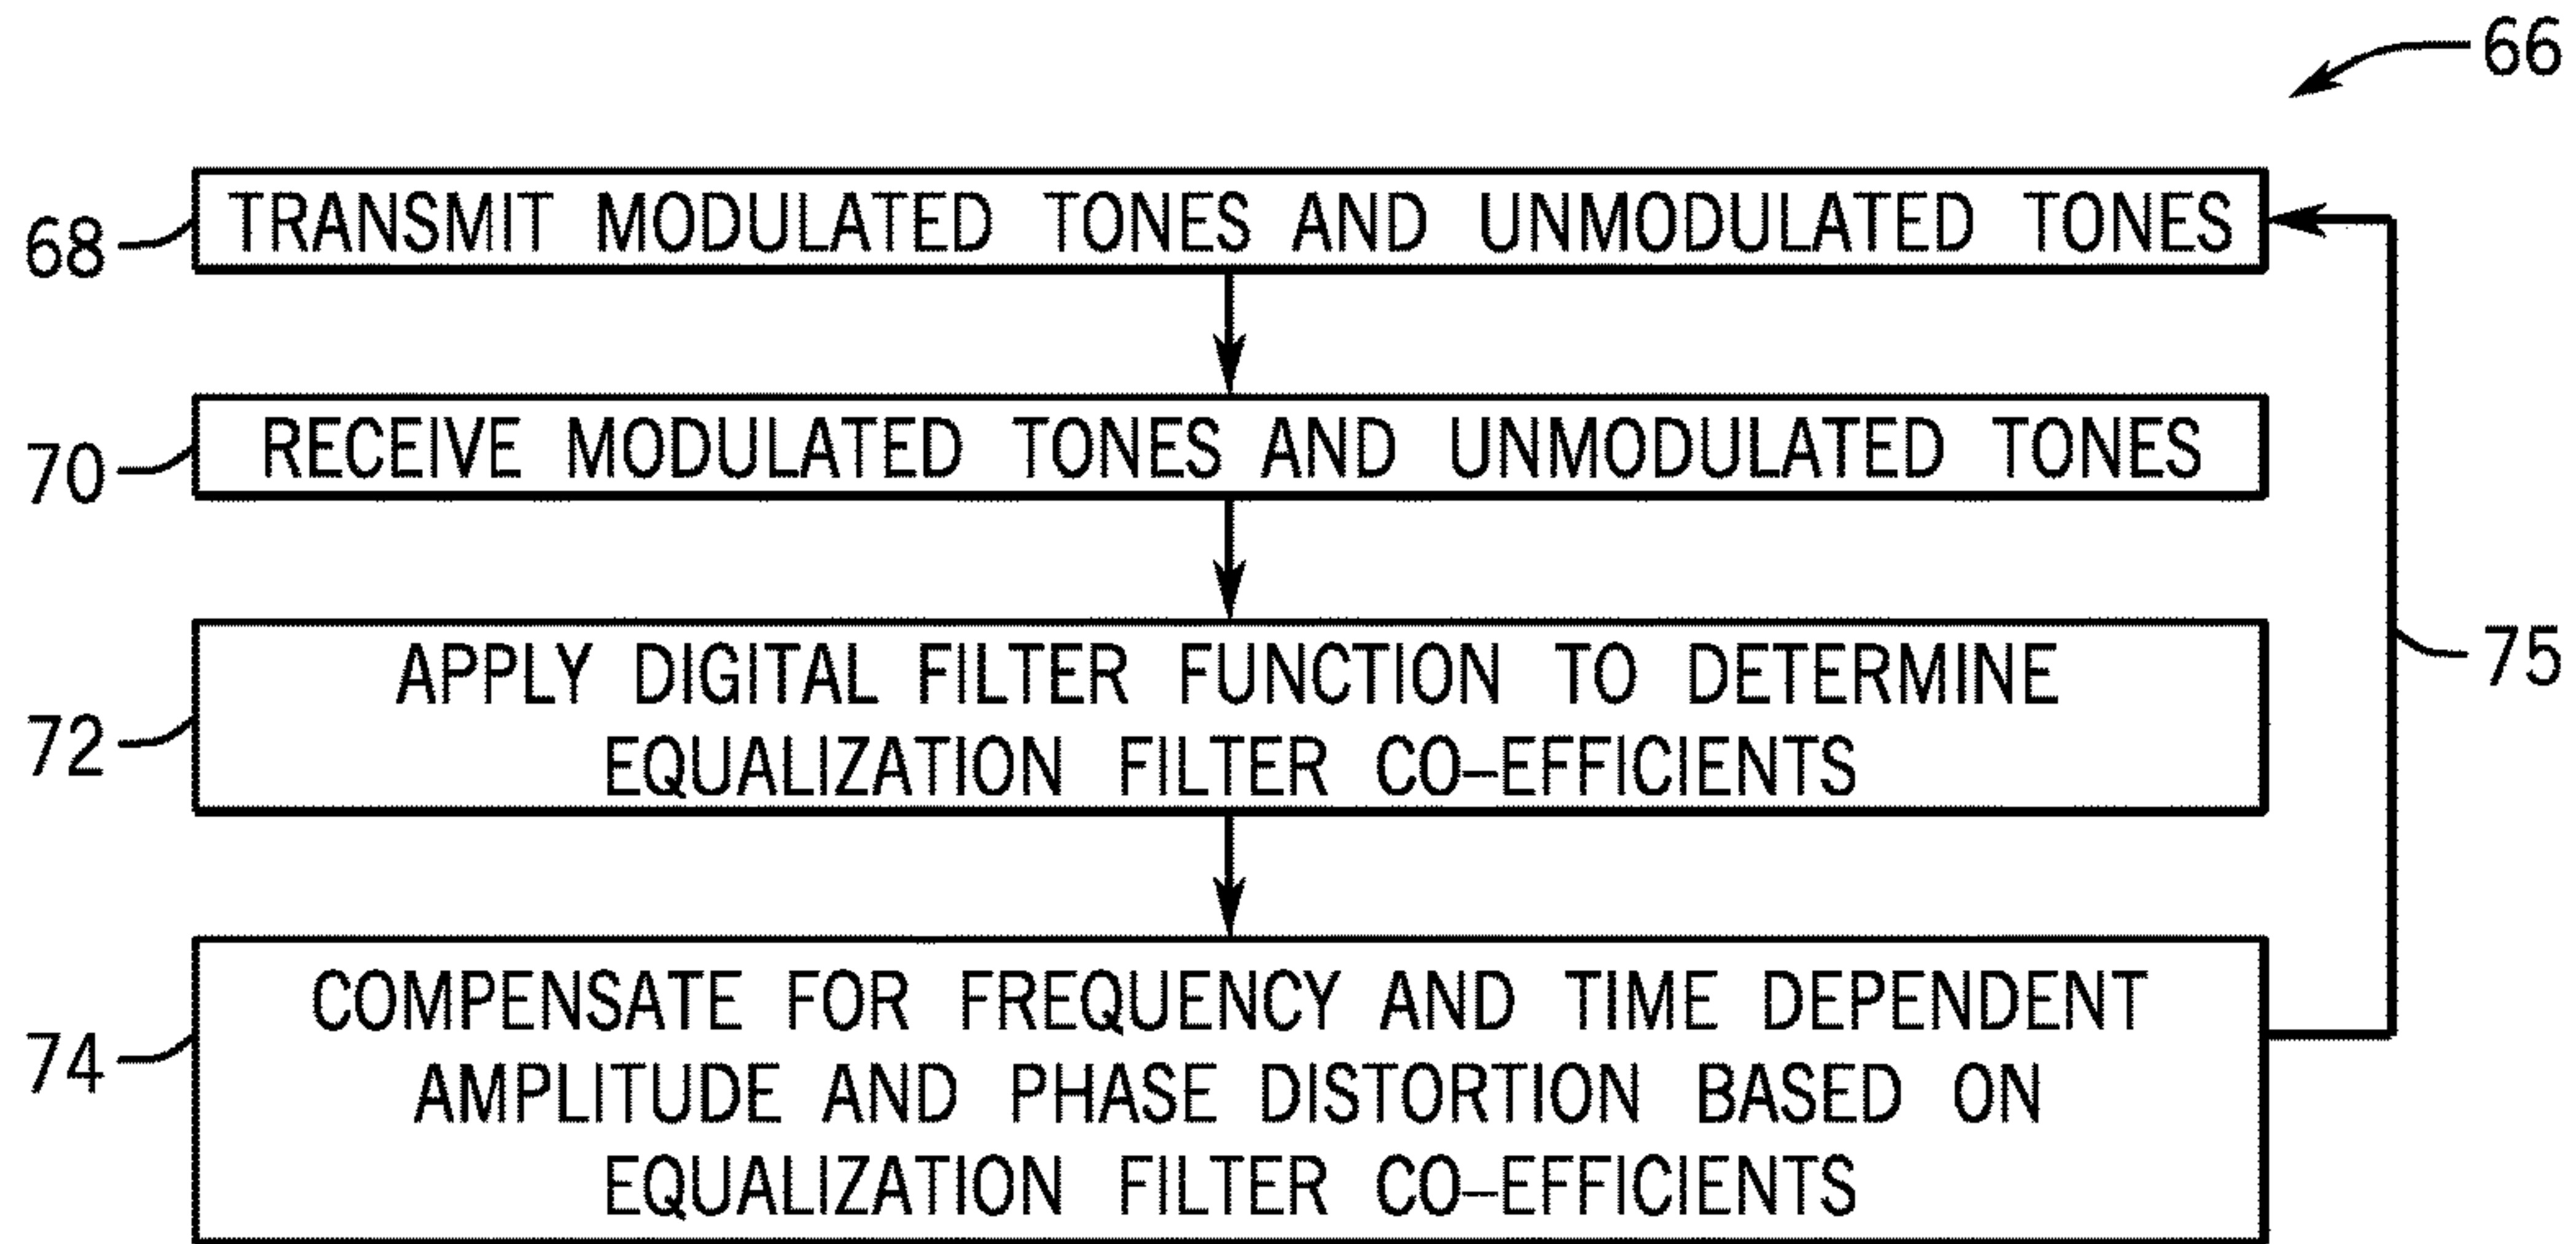 66
68
TRANSMIT MODULATED TONES AND UNMODULATED TONES
70
RECEIVE MODULATED TONES AND UNMODULATED TONES
72
APPLY DIGITAL FILTER FUNCTION TO DETERMINE
EQUALIZATION FILTER CO–EFFICIENTS
75
74
COMPENSATE FOR FREQUENCY AND TIME DEPENDENT
AMPLITUDE AND PHASE DISTORTION BASED ON
EQUALIZATION FILTER CO–EFFICIENTS